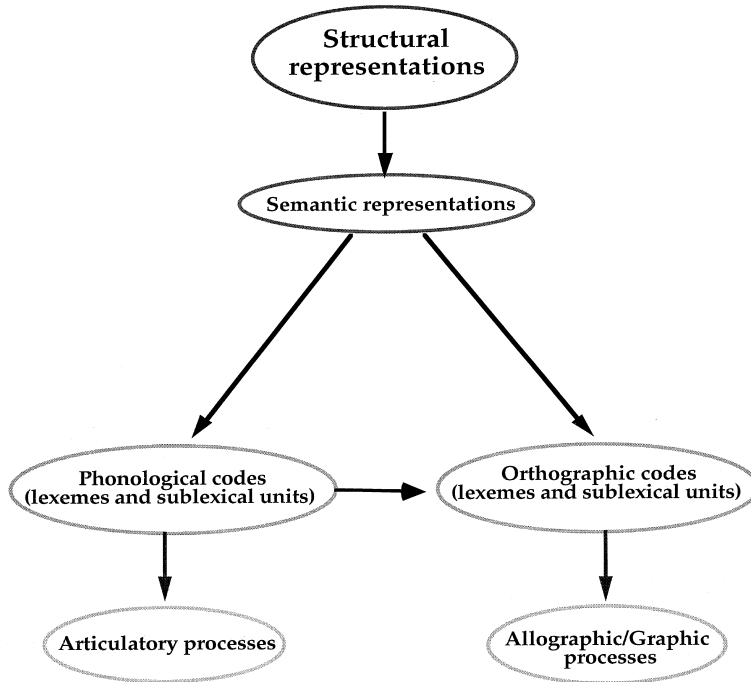 Structural
representations
Semantic representations
Phonological codes
(lexemes and sublexical units)
Orthographic codes
(lexemes and sublexical units)
Articulatory processes
Allographic/Graphic
processes